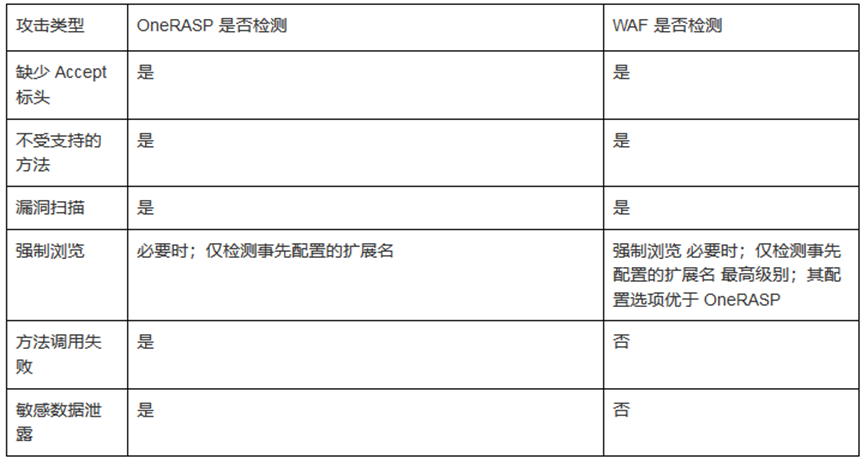 攻击类型
OneRASP 是否检测
WAF 是否检测
缺少 Accept
标头
是
是
不受支持的
方法
是
是
漏洞扫描
是
是
强制浏览
必要时；仅检测事先配置的扩展名
强制浏览 必要时；仅检测事先
配置的扩展名 最高级别；其配
置选项优于 OneRASP
方法调用失
败
是
否
敏感数据泄
露
是
否